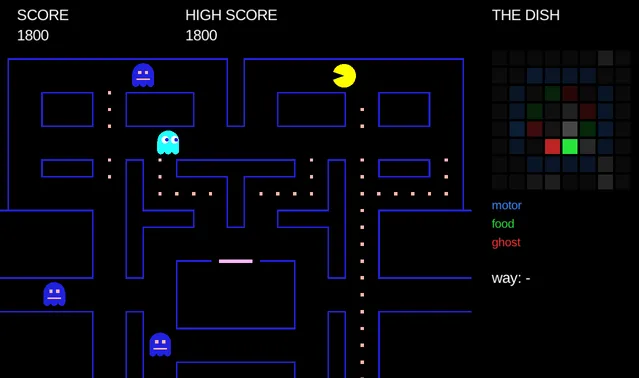 SCORE
1800
HIGH SCORE
1800
THE DISH
motor
food
ghost
way: -